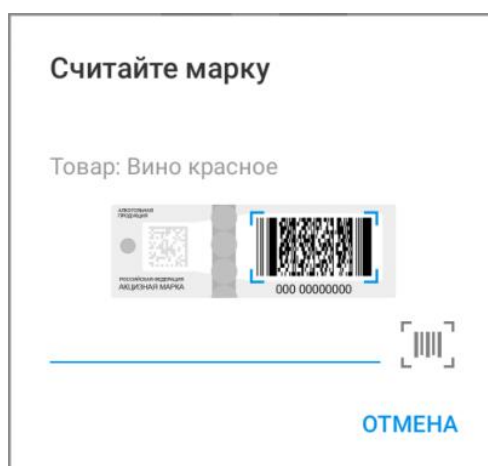 Считайте марку
Товар: Вино красное
АЛКОГОЛЬНАЯ
ПРОДУКЦИЯ
РОССИЙСКАЯ ФЕДЕРАЦИЯ
АКЦИЗНАЯ МАРКА
000 00000000
ОТМЕНА